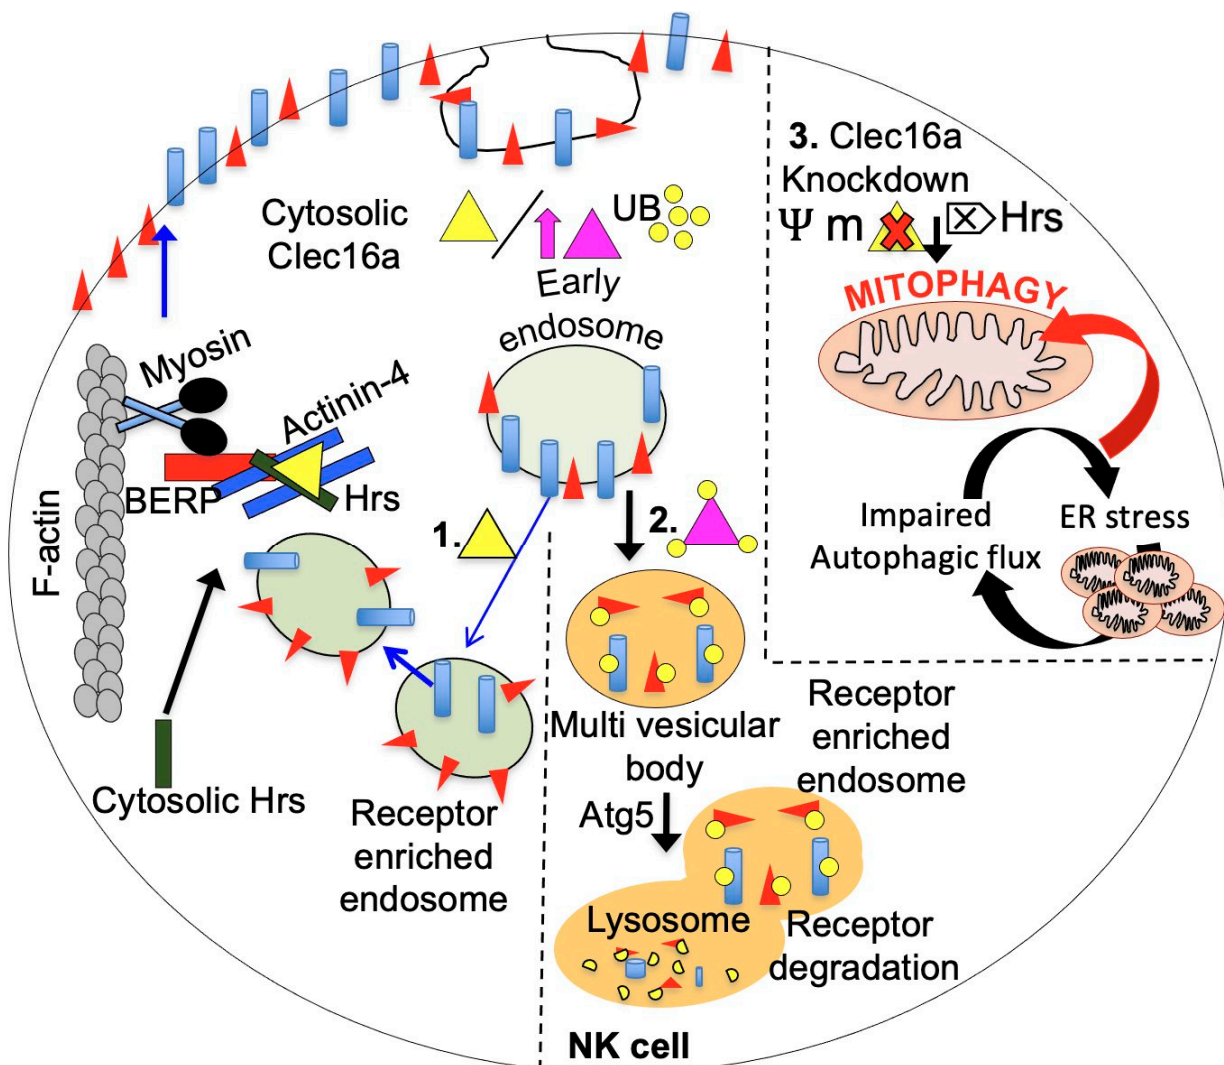 3. Clec16a
Knockdown
Ψ m
Hrs
MITOPHAGY
Cytosolic
Clec16a
UB
Early
endosome
Myosin
Actinin-4
BERP
Hrs
F-actin
1.
2.
Impaired
Autophagic flux
ER stress
Cytosolic Hrs
Receptor
enriched
endosome
Multi vesicular
body
Atg5
Receptor
enriched
endosome
Lysosome
Receptor
degradation
NK cell